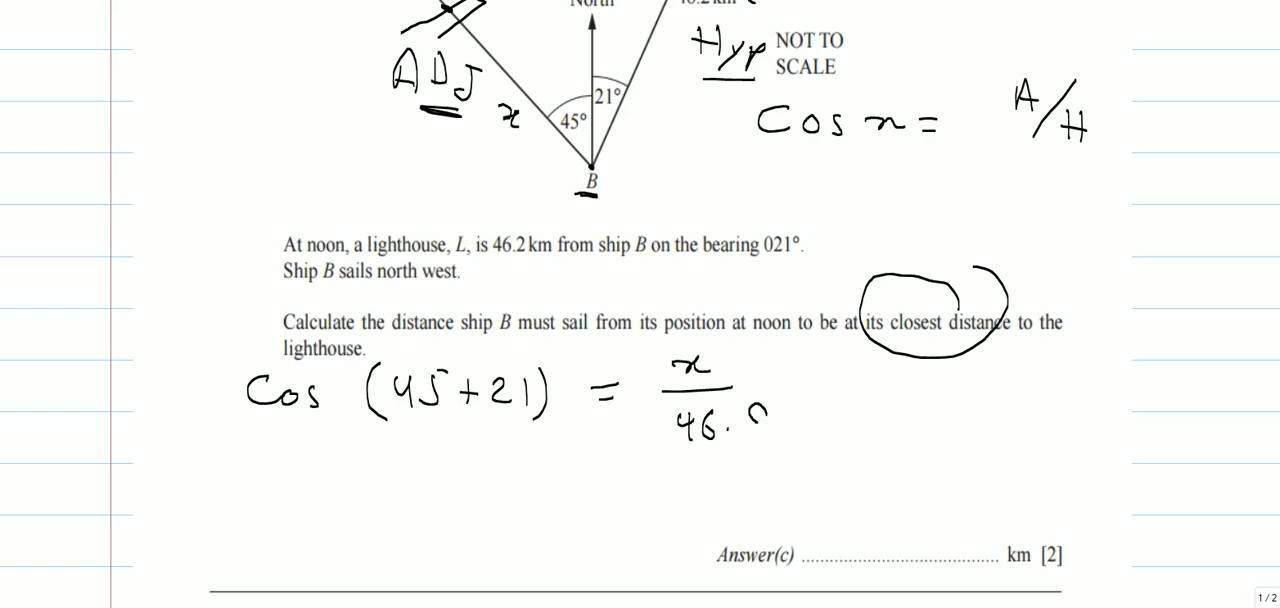 North
Hyp NOT TO
SCALE
ADJ
21°
45°
x
Cos x = A/H
B
At noon, a lighthouse, L, is 46.2 km from ship B on the bearing 021°.
Ship B sails north west.
Calculate the distance ship B must sail from its position at noon to be at its closest distance to the
lighthouse.
Cos (45+21) = x/46.
Answer(c) .......................................... km [2]
1/2